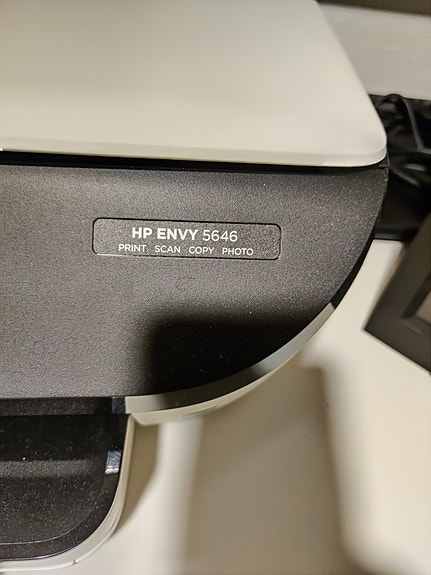 HP ENVY 5646
PRINT SCAN COPY PHOTO